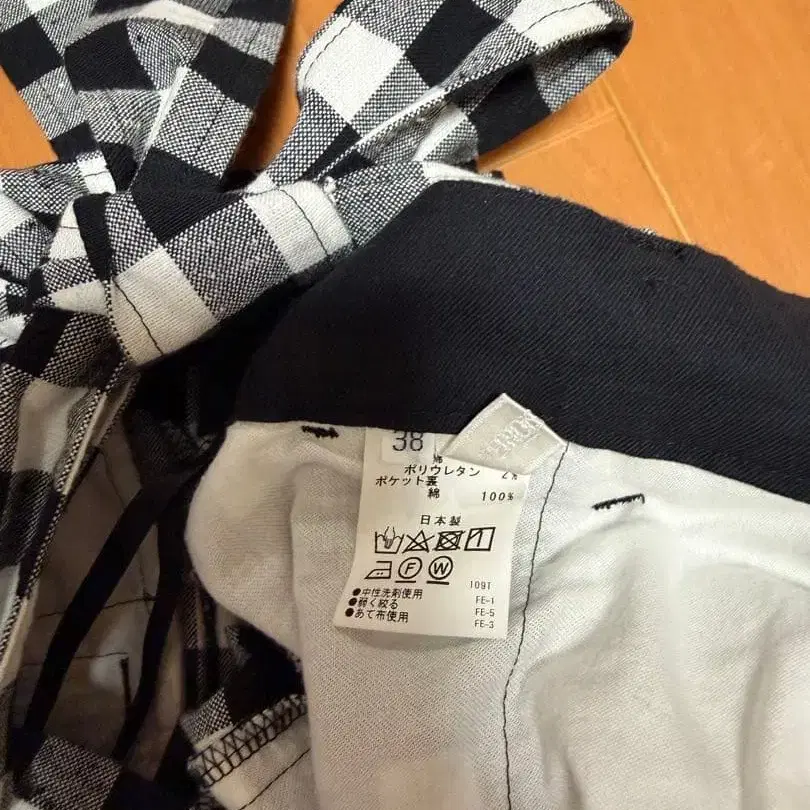 38
綿
ポリウレタン 2%
ポケット裏
綿 100%
日本製
F W
109T
●中性洗剤使用 FE-1
●弱く絞る FE-5
●あて布使用 FE-3